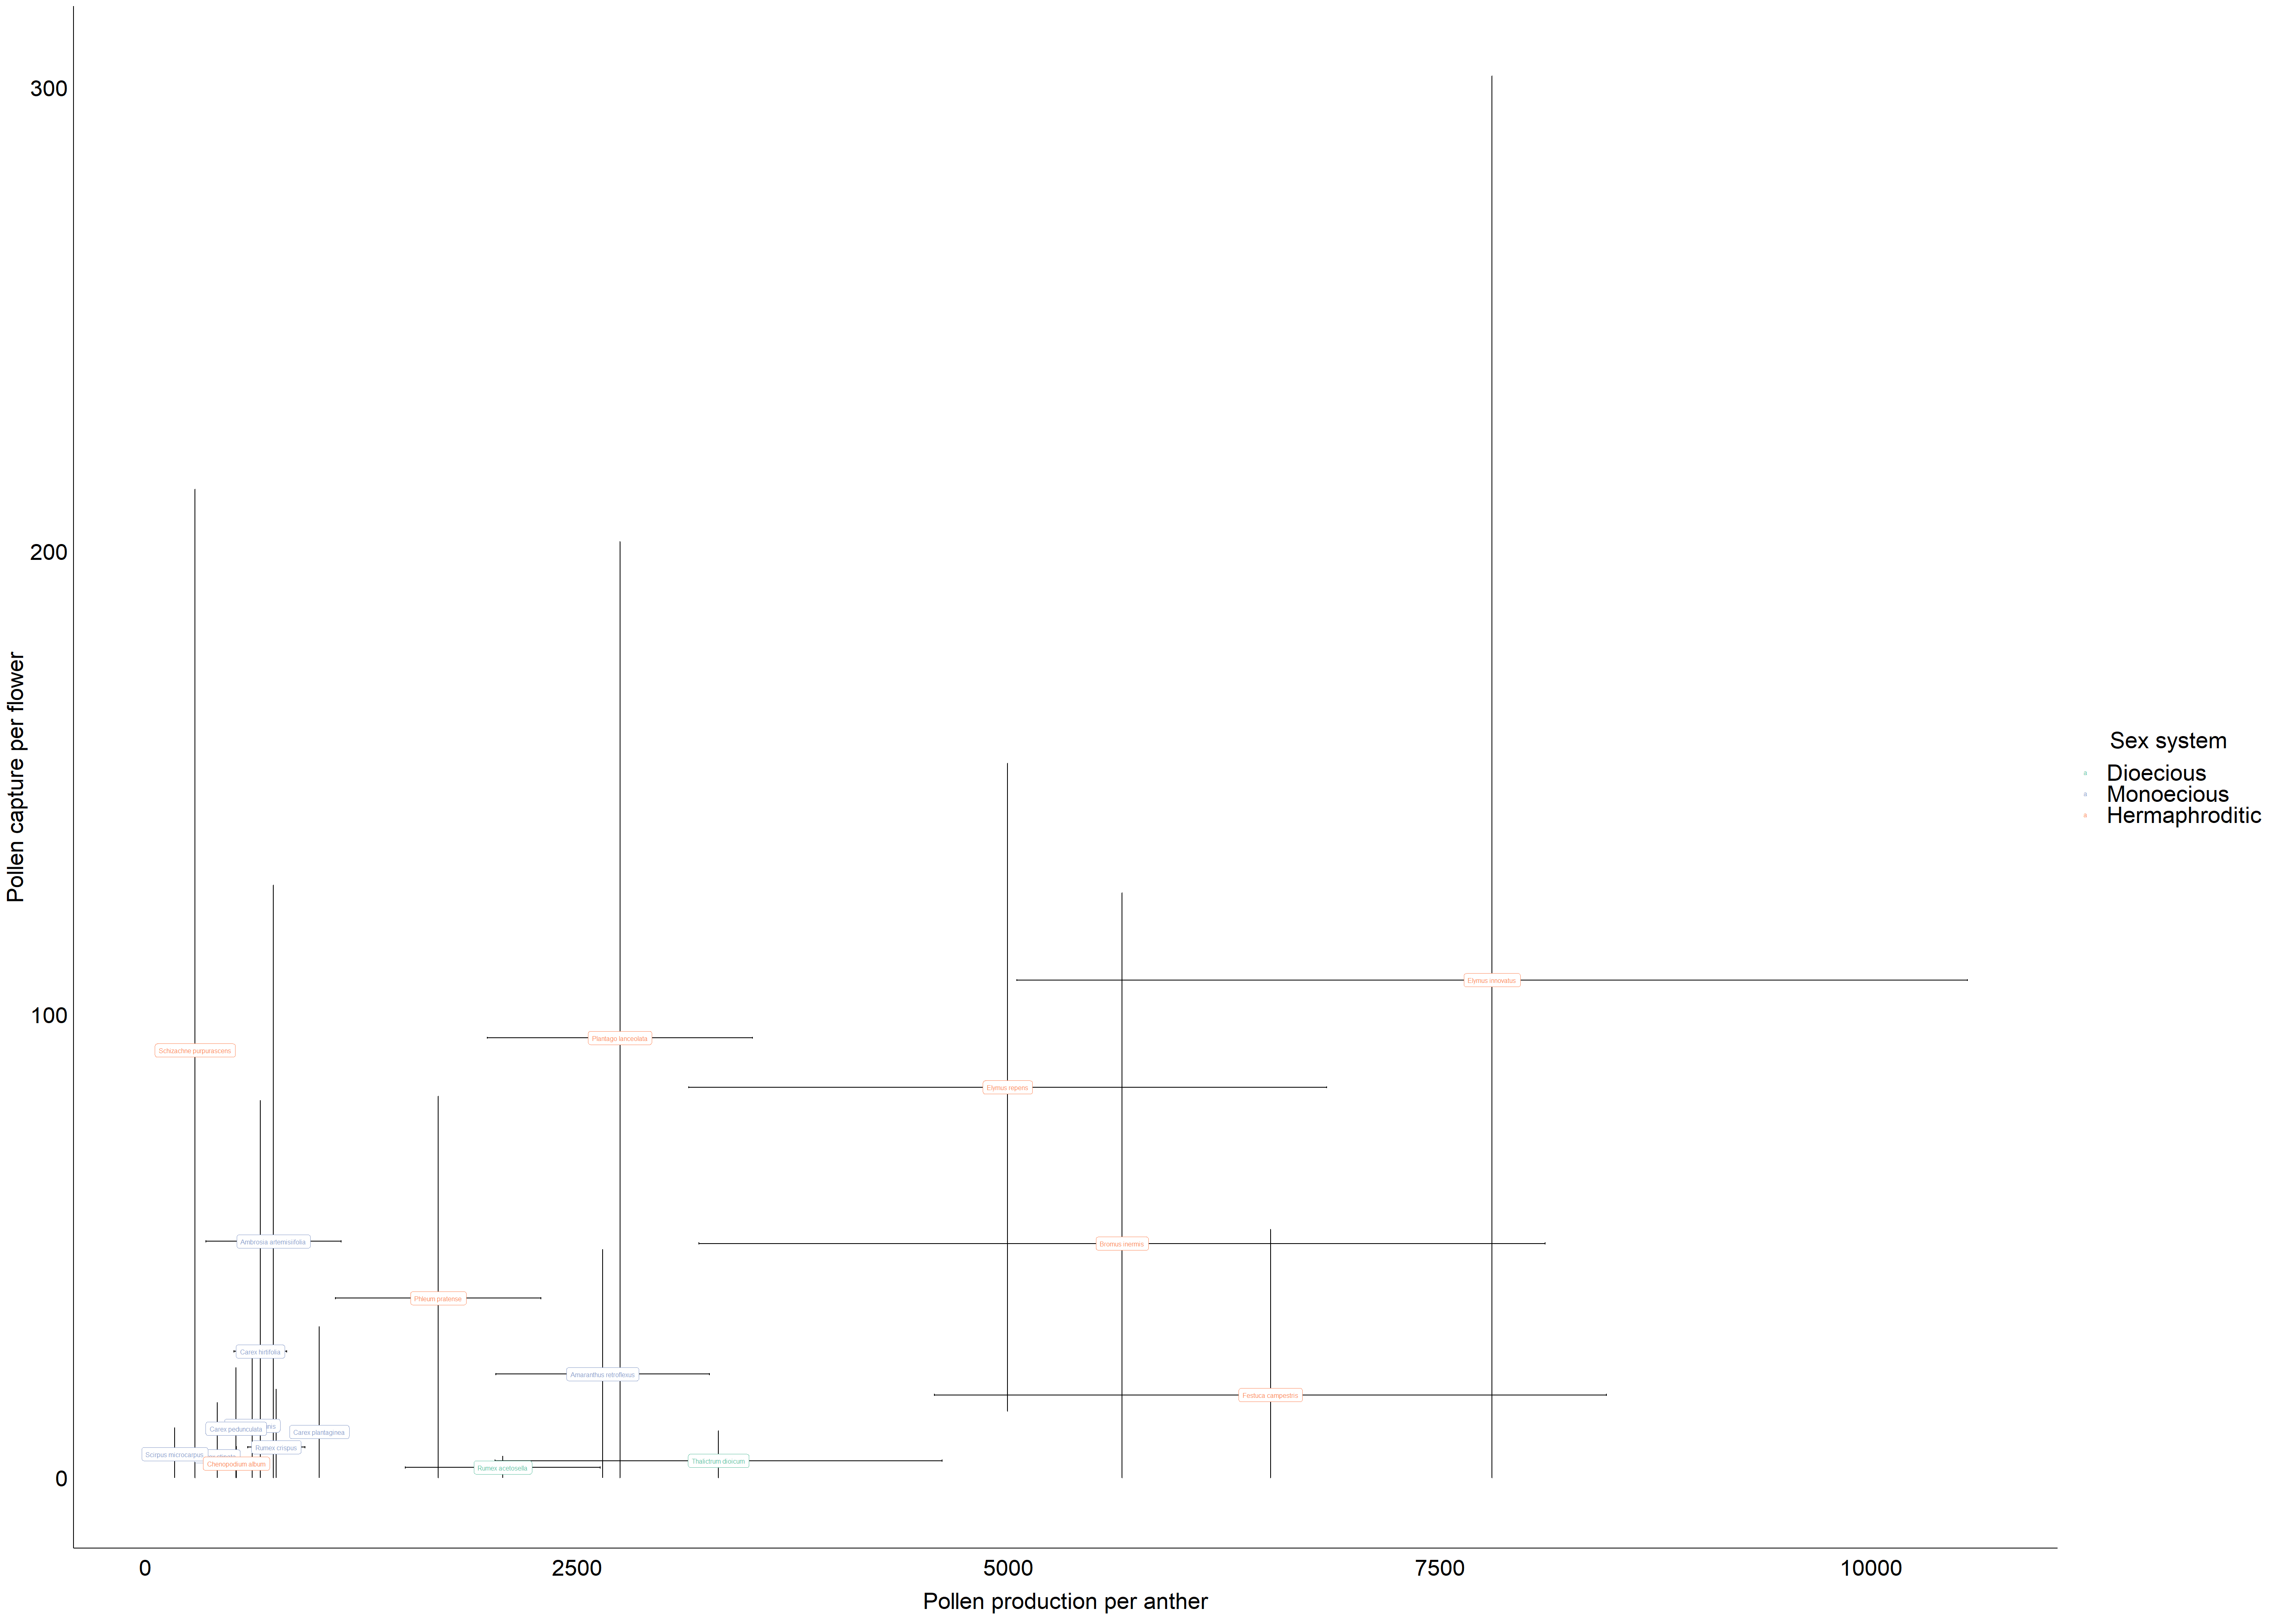 300
200
100
0
Pollen capture per flower
Elymus innovatus
Plantago lanceolata
Schizachne purpurascens
Elymus repens
Ambrosia artemisiifolia
Bromus inermis
Phleum pratense
Carex hirtifolia
Amaranthus retroflexus
Festuca campestris
Carex pedunculata
Carex plantaginea
Rumex crispus
Scirpus microcarpus
Chenopodium album
Thalictrum dioicum
Rumex acetosella
0 2500 5000 7500 10000
Pollen production per anther
Sex system
Dioecious
Monoecious
Hermaphroditic